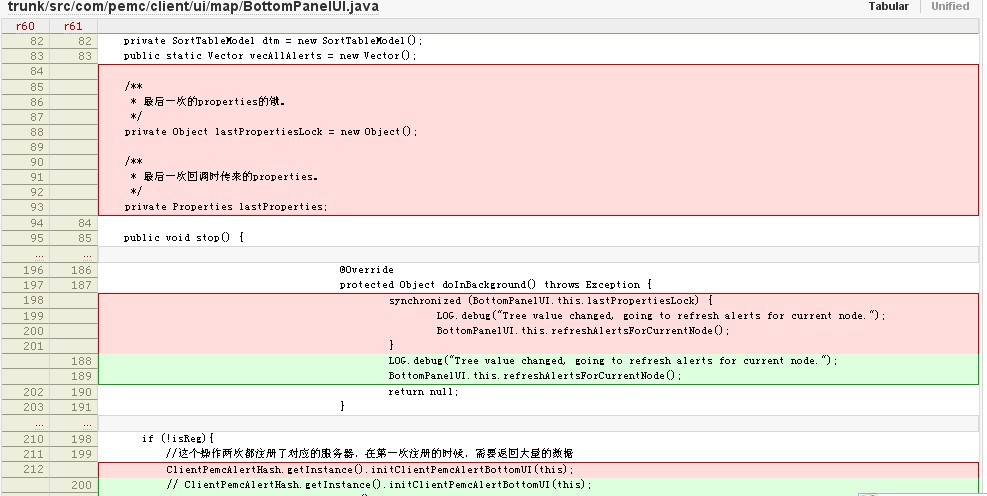 trunk/src/com/pemc/client/ui/map/BottomPanelUI.java Tabular Unified
r60 r61
82 82 private SortTableModel dtm = new SortTableModel();
83 83 public static Vector vecAllAlerts = new Vector();
84
85 /**
86 * 最后一次的properties的锁。
87 */
88 private Object lastPropertiesLock = new Object();
89
90 /**
91 * 最后一次回调时传来的properties。
92 */
93 private Properties lastProperties;
94 84
95 85 public void stop() {
... ...
196 186 @Override
197 187 protected Object doInBackground() throws Exception {
198 synchronized (BottomPanelUI.this.lastPropertiesLock) {
199 LOG.debug("Tree value changed, going to refresh alerts for current node.");
200 BottomPanelUI.this.refreshAlertsForCurrentNode();
201 }
188 LOG.debug("Tree value changed, going to refresh alerts for current node.");
189 BottomPanelUI.this.refreshAlertsForCurrentNode();
202 190 return null;
203 191 }
... ...
210 198 if (!isReg){
211 199 //这个操作两次都注册了对应的服务器，在第一次注册的时候，需要返回大量的数据
212 ClientPemcAlertHash.getInstance().initClientPemcAlertBottomUI(this);
200 // ClientPemcAlertHash.getInstance().initClientPemcAlertBottomUI(this);